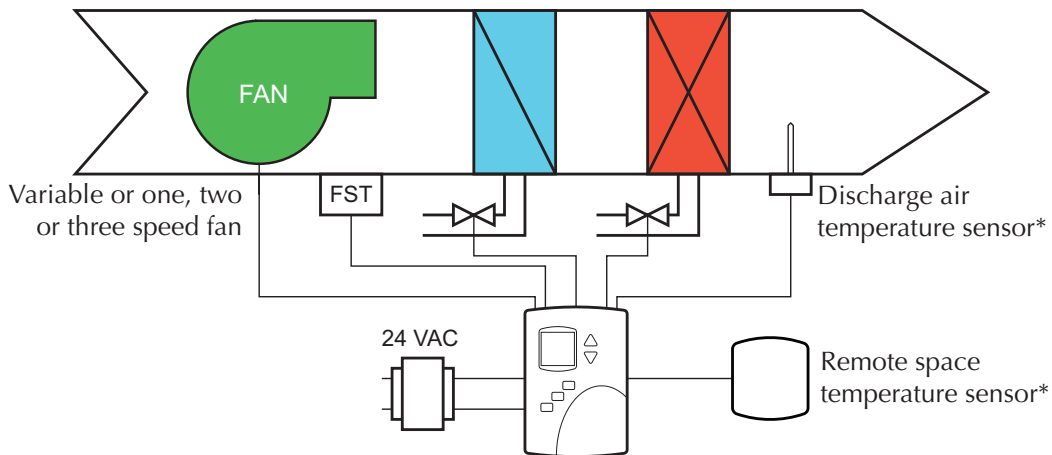 FAN
Variable or one, two
or three speed fan
FST
Discharge air
temperature sensor*
24 VAC
Remote space
temperature sensor*